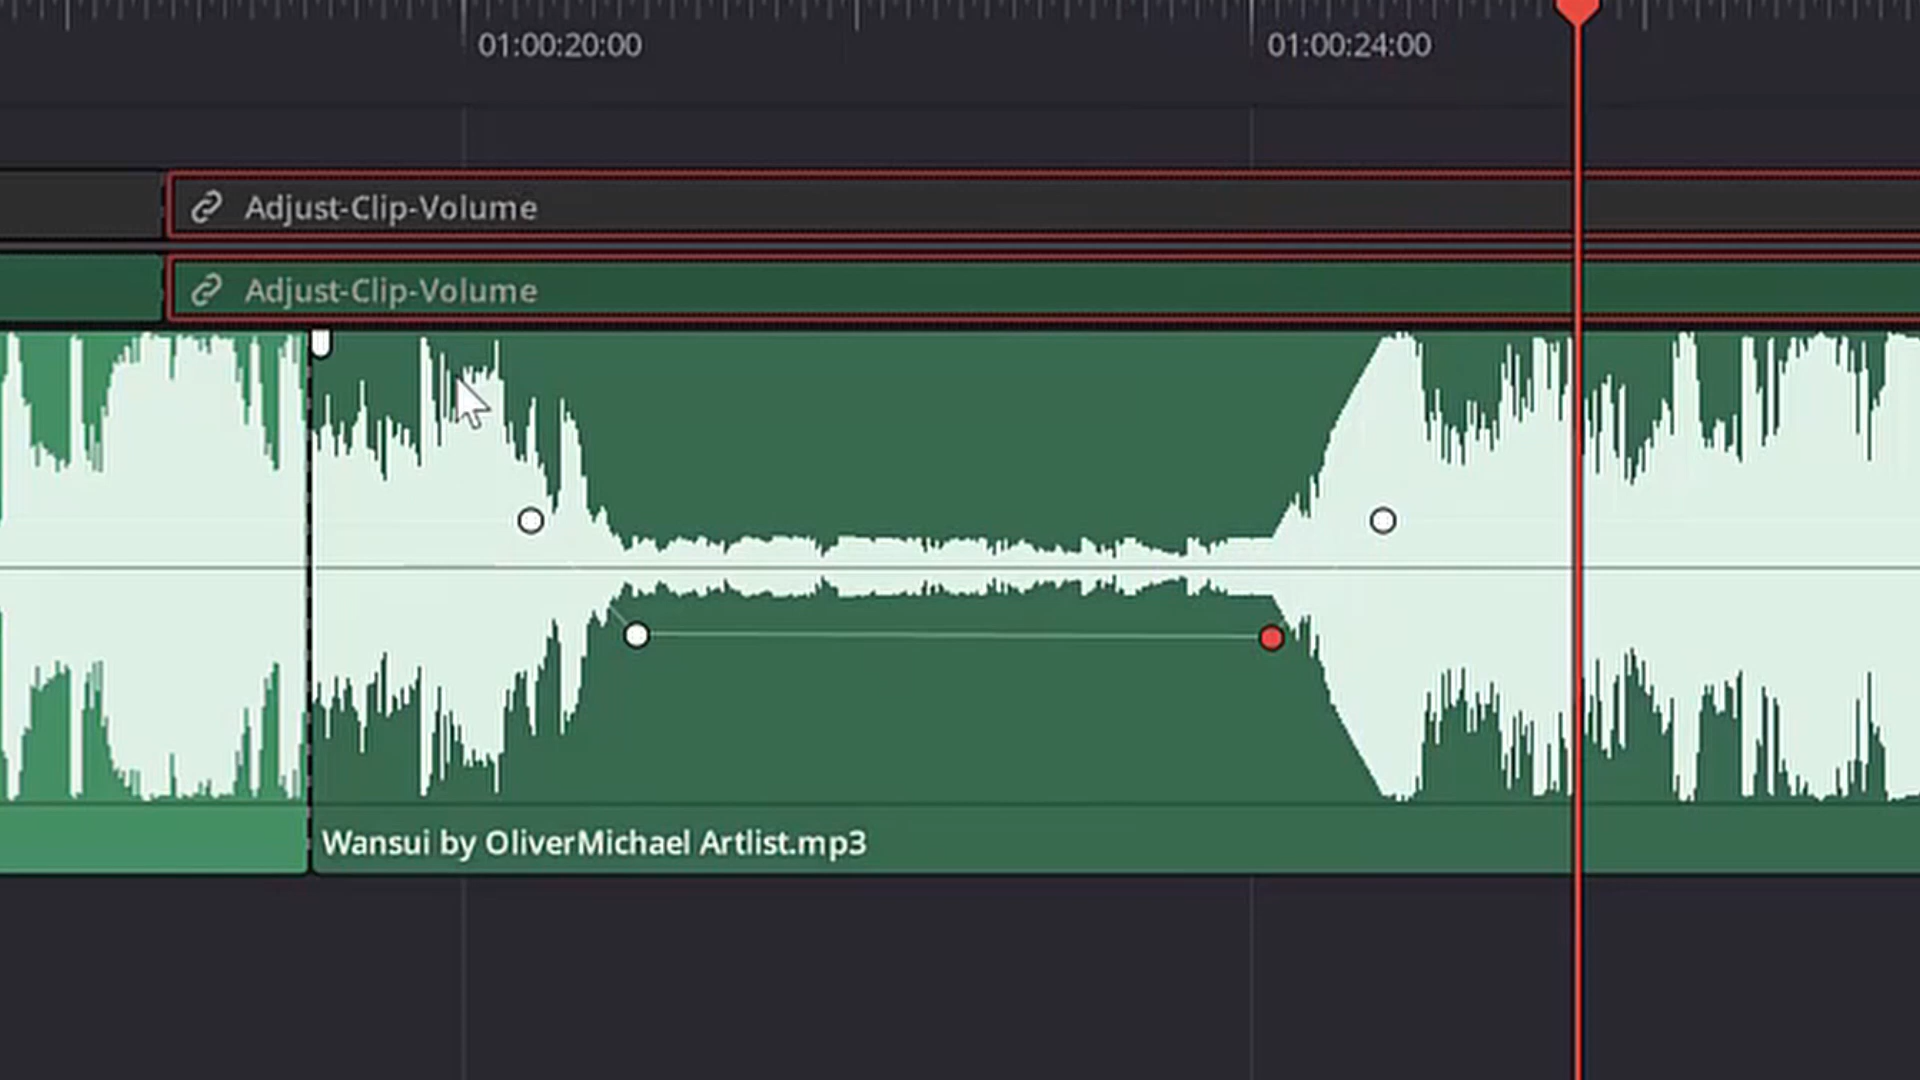 01:00:20:00
01:00:24:00
Adjust-Clip-Volume
Adjust-Clip-Volume
Wansui by OliverMichael Artlist.mp3